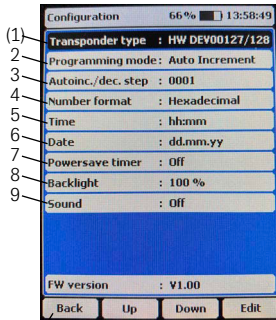 Configuration 66% 13:58:49
(1) Transponder type : HW DEV00127/128
2 Programming mode: Auto Increment
3 Autoinc./dec. step : 0001
4 Number format : Hexadecimal
5 Time : hh:mm
6 Date : dd.mm.yy
7 Powersave timer : Off
8 Backlight : 100 %
9 Sound : Off
FW version : V1.00
Back Up Down Edit